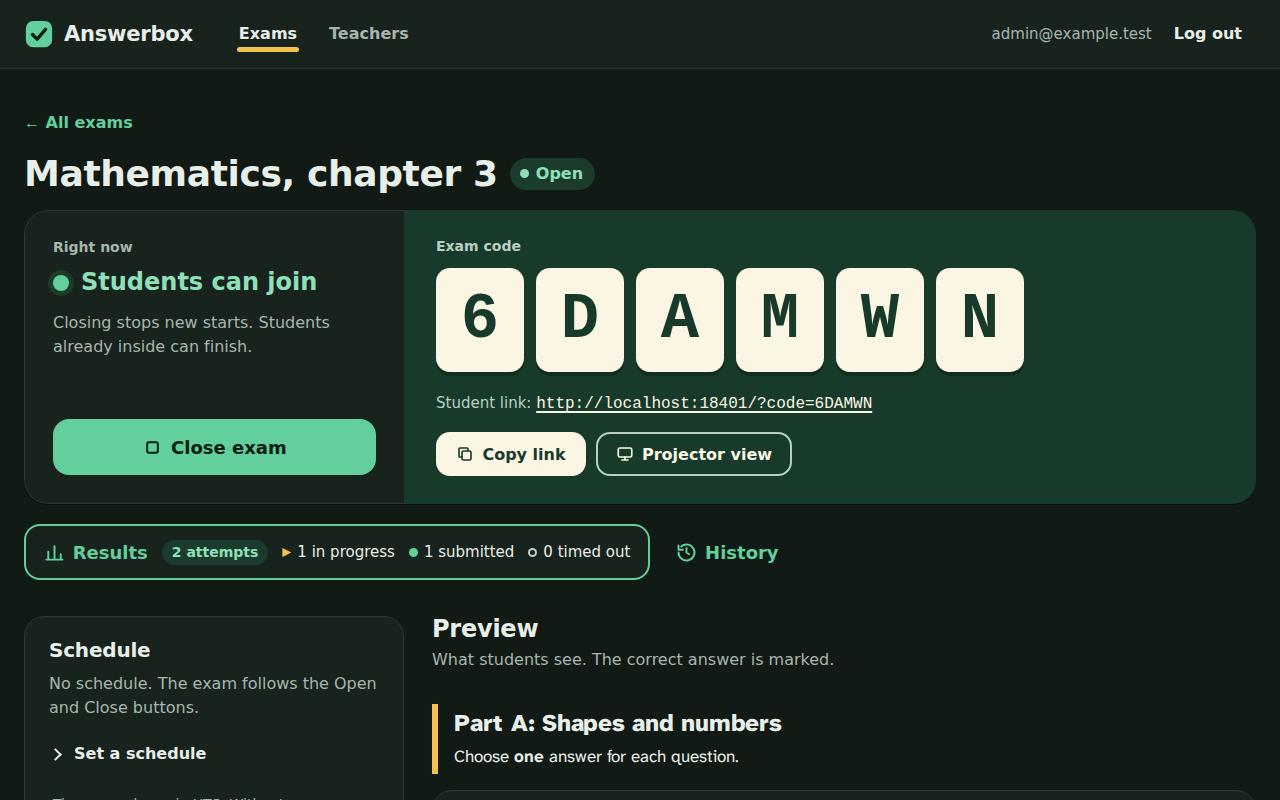 Answerbox
Exams
Teachers
admin@example.test
Log out
← All exams
Mathematics, chapter 3
Open
Right now
Students can join
Closing stops new starts. Students
already inside can finish.
Close exam
Exam code
6 D A M W N
Student link: http://localhost:18401/?code=6DAMWN
Copy link
Projector view
Results
2 attempts
1 in progress
1 submitted
0 timed out
History
Schedule
No schedule. The exam follows the Open
and Close buttons.
Set a schedule
Preview
What students see. The correct answer is marked.
Part A: Shapes and numbers
Choose one answer for each question.